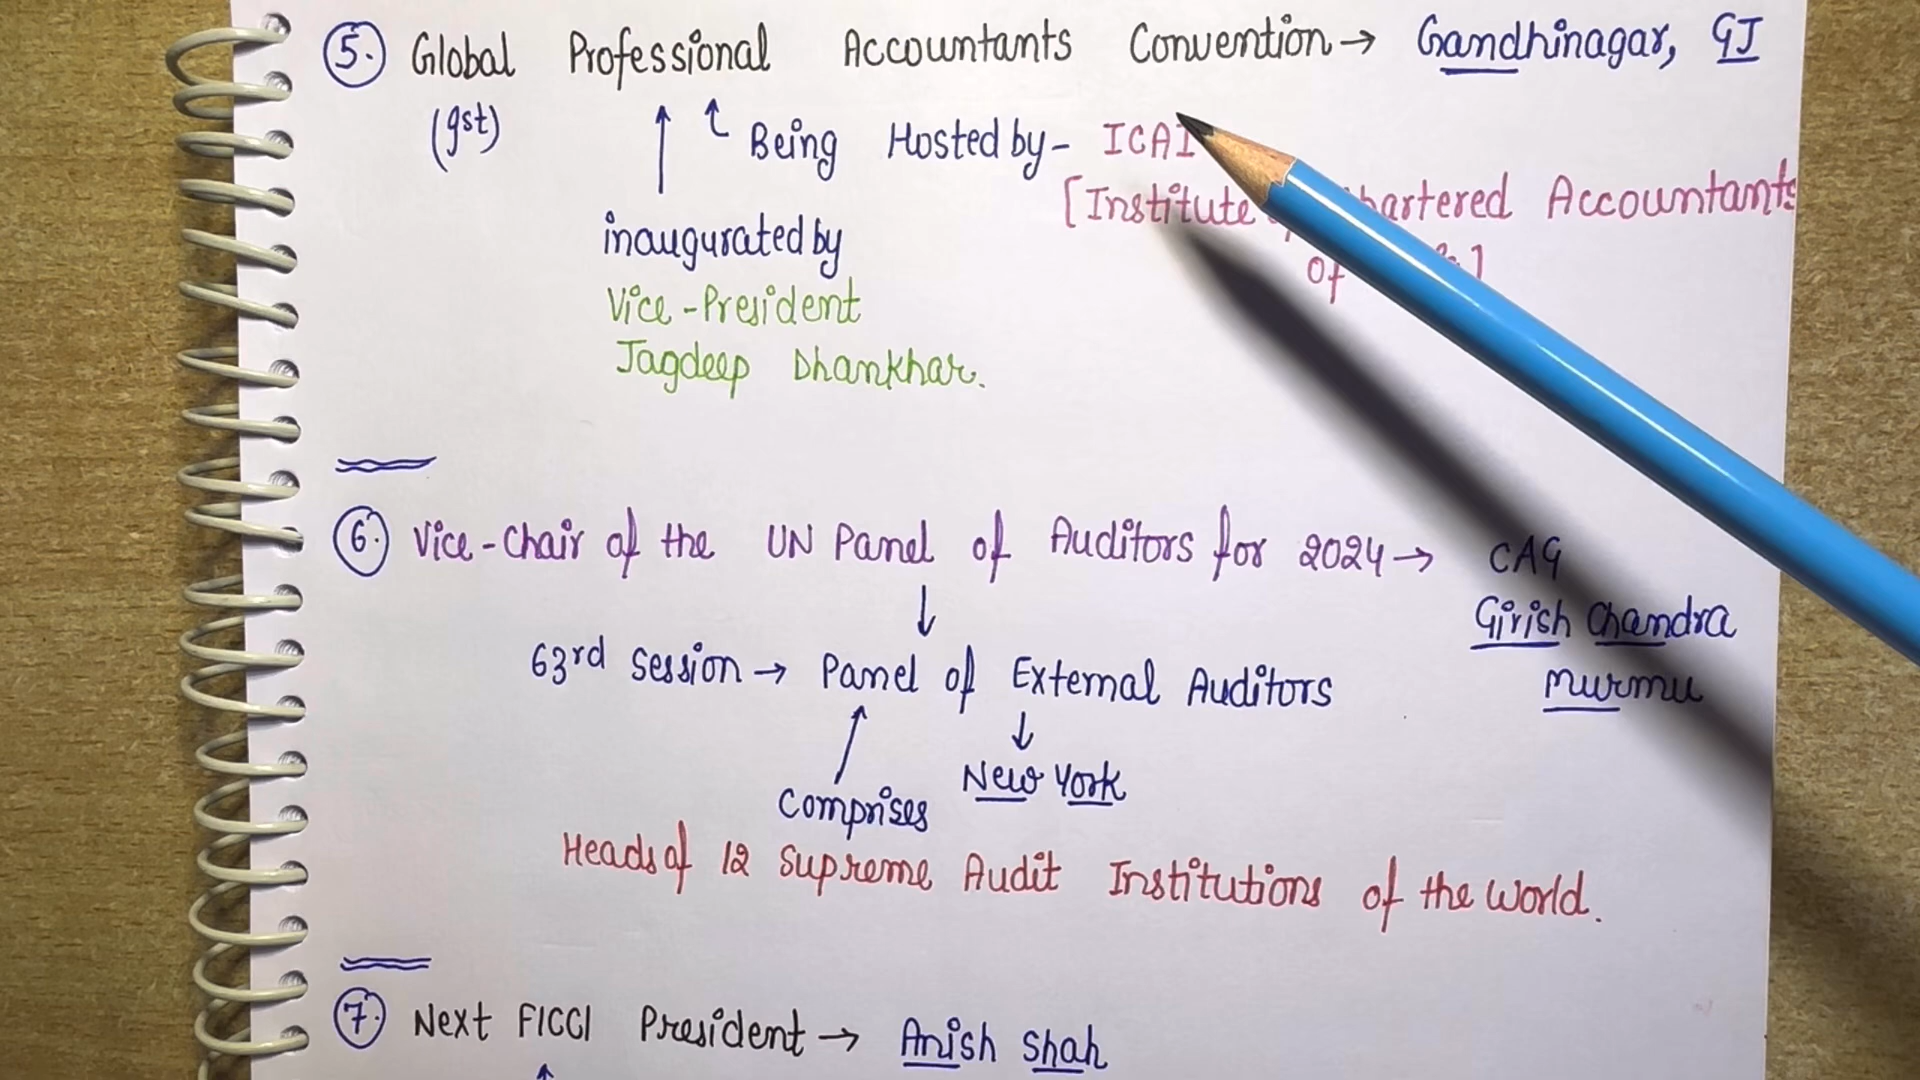 5. Global Professional Accountants Convention → Gandhinagar, GJ
(gst) Being Hosted by - ICAI
[Institute Accountants
inaugurated by of
Vice-President
Jagdeep Dhankhar.
6. Vice-Chair of the UN Panel of Auditors for 2024 → CAG
Girish Chandra
Murmu
63rd Session → Panel of External Auditors
New York
Comprises
Heads of 12 Supreme Audit Institutions of the World.
7. Next FICCI President → Anish Shah